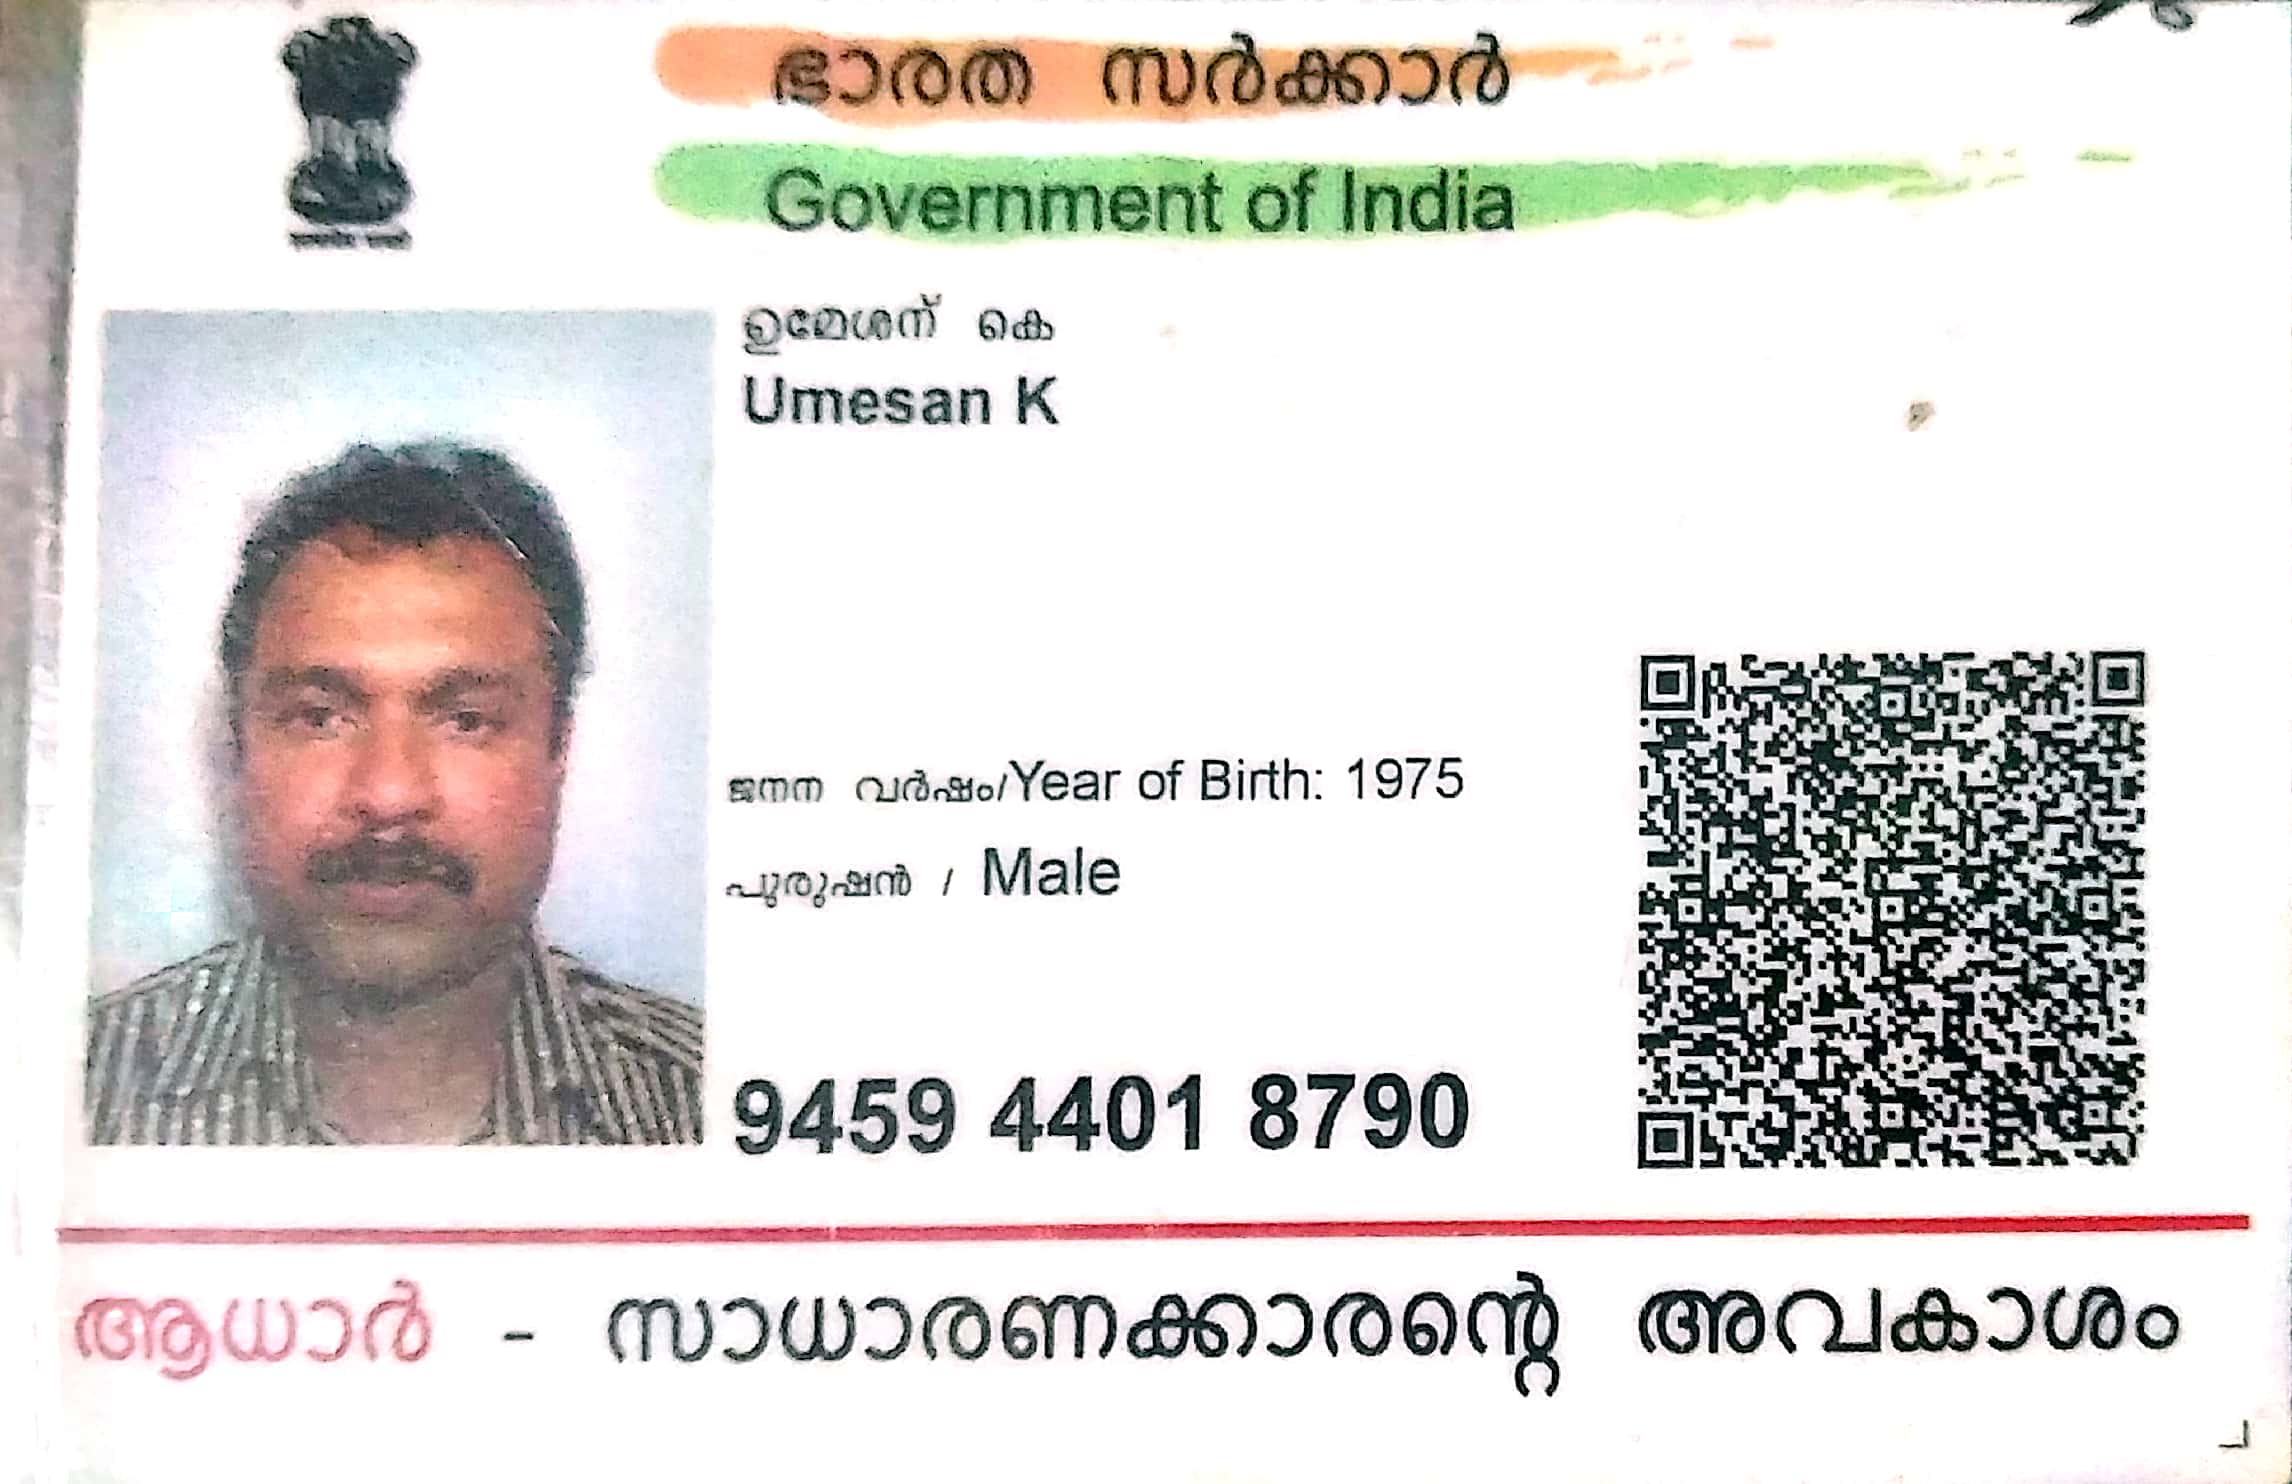 ഭാരത സർക്കാർ
Government of India
ഉമേശന് കെ
Umesan K
ജനന വർഷം/Year of Birth: 1975
പുരുഷൻ / Male
9459 4401 8790
ആധാർ - സാധാരണക്കാരന്റെ അവകാശം